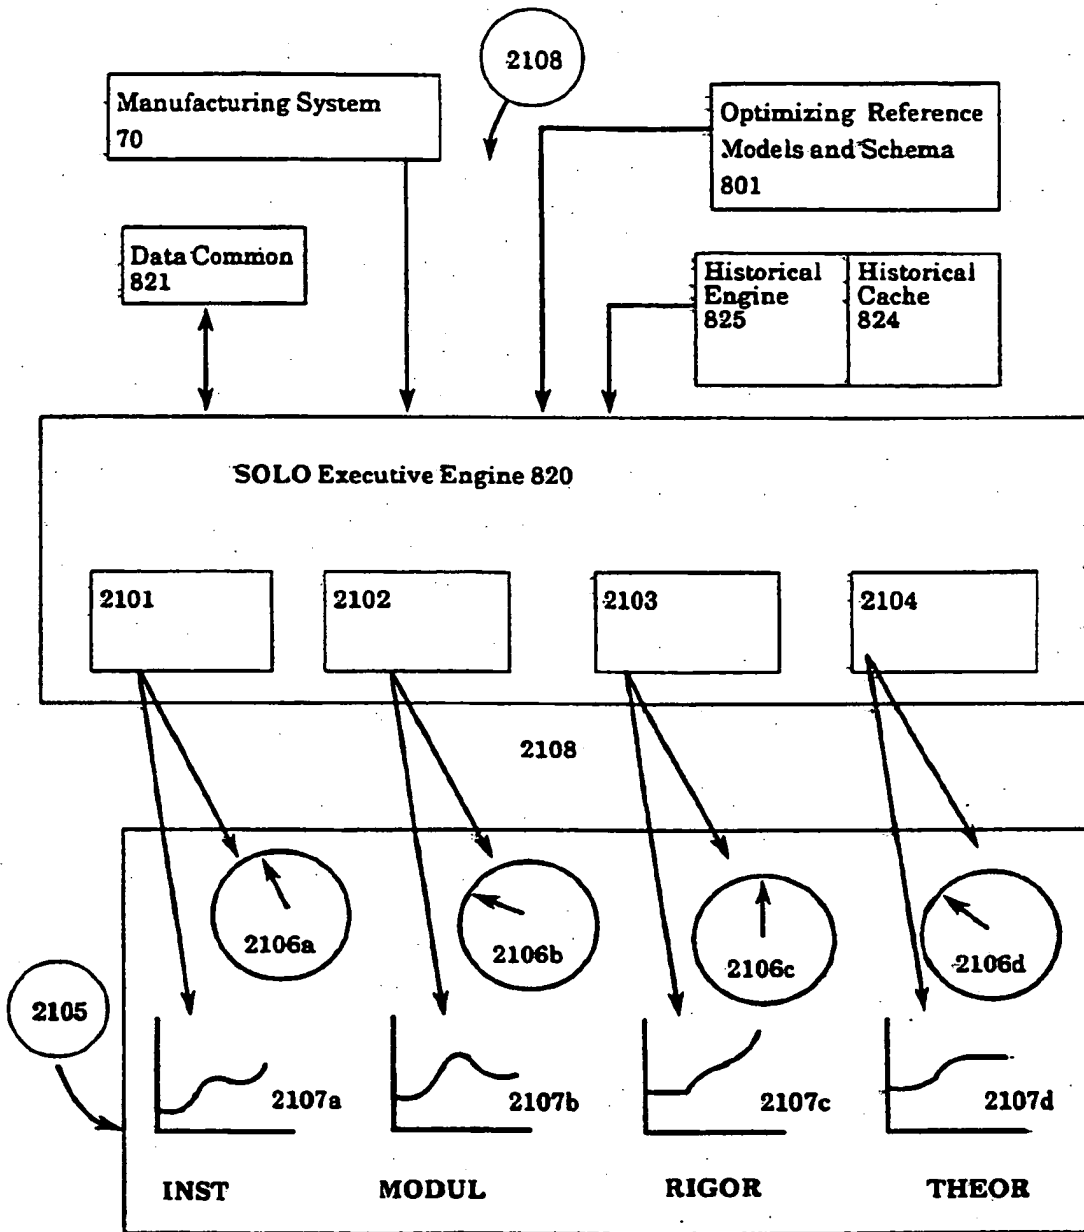 2108
Manufacturing System
70
Optimizing Reference
Models and Schema
801
Data Common
821
Historical
Engine
825
Historical
Cache
824
SOLO Executive Engine 820
2101
2102
2103
2104
2108
2106a
2106b
2106c
2106d
2105
2107a
2107b
2107c
2107d
INST
MODUL
RIGOR
THEOR